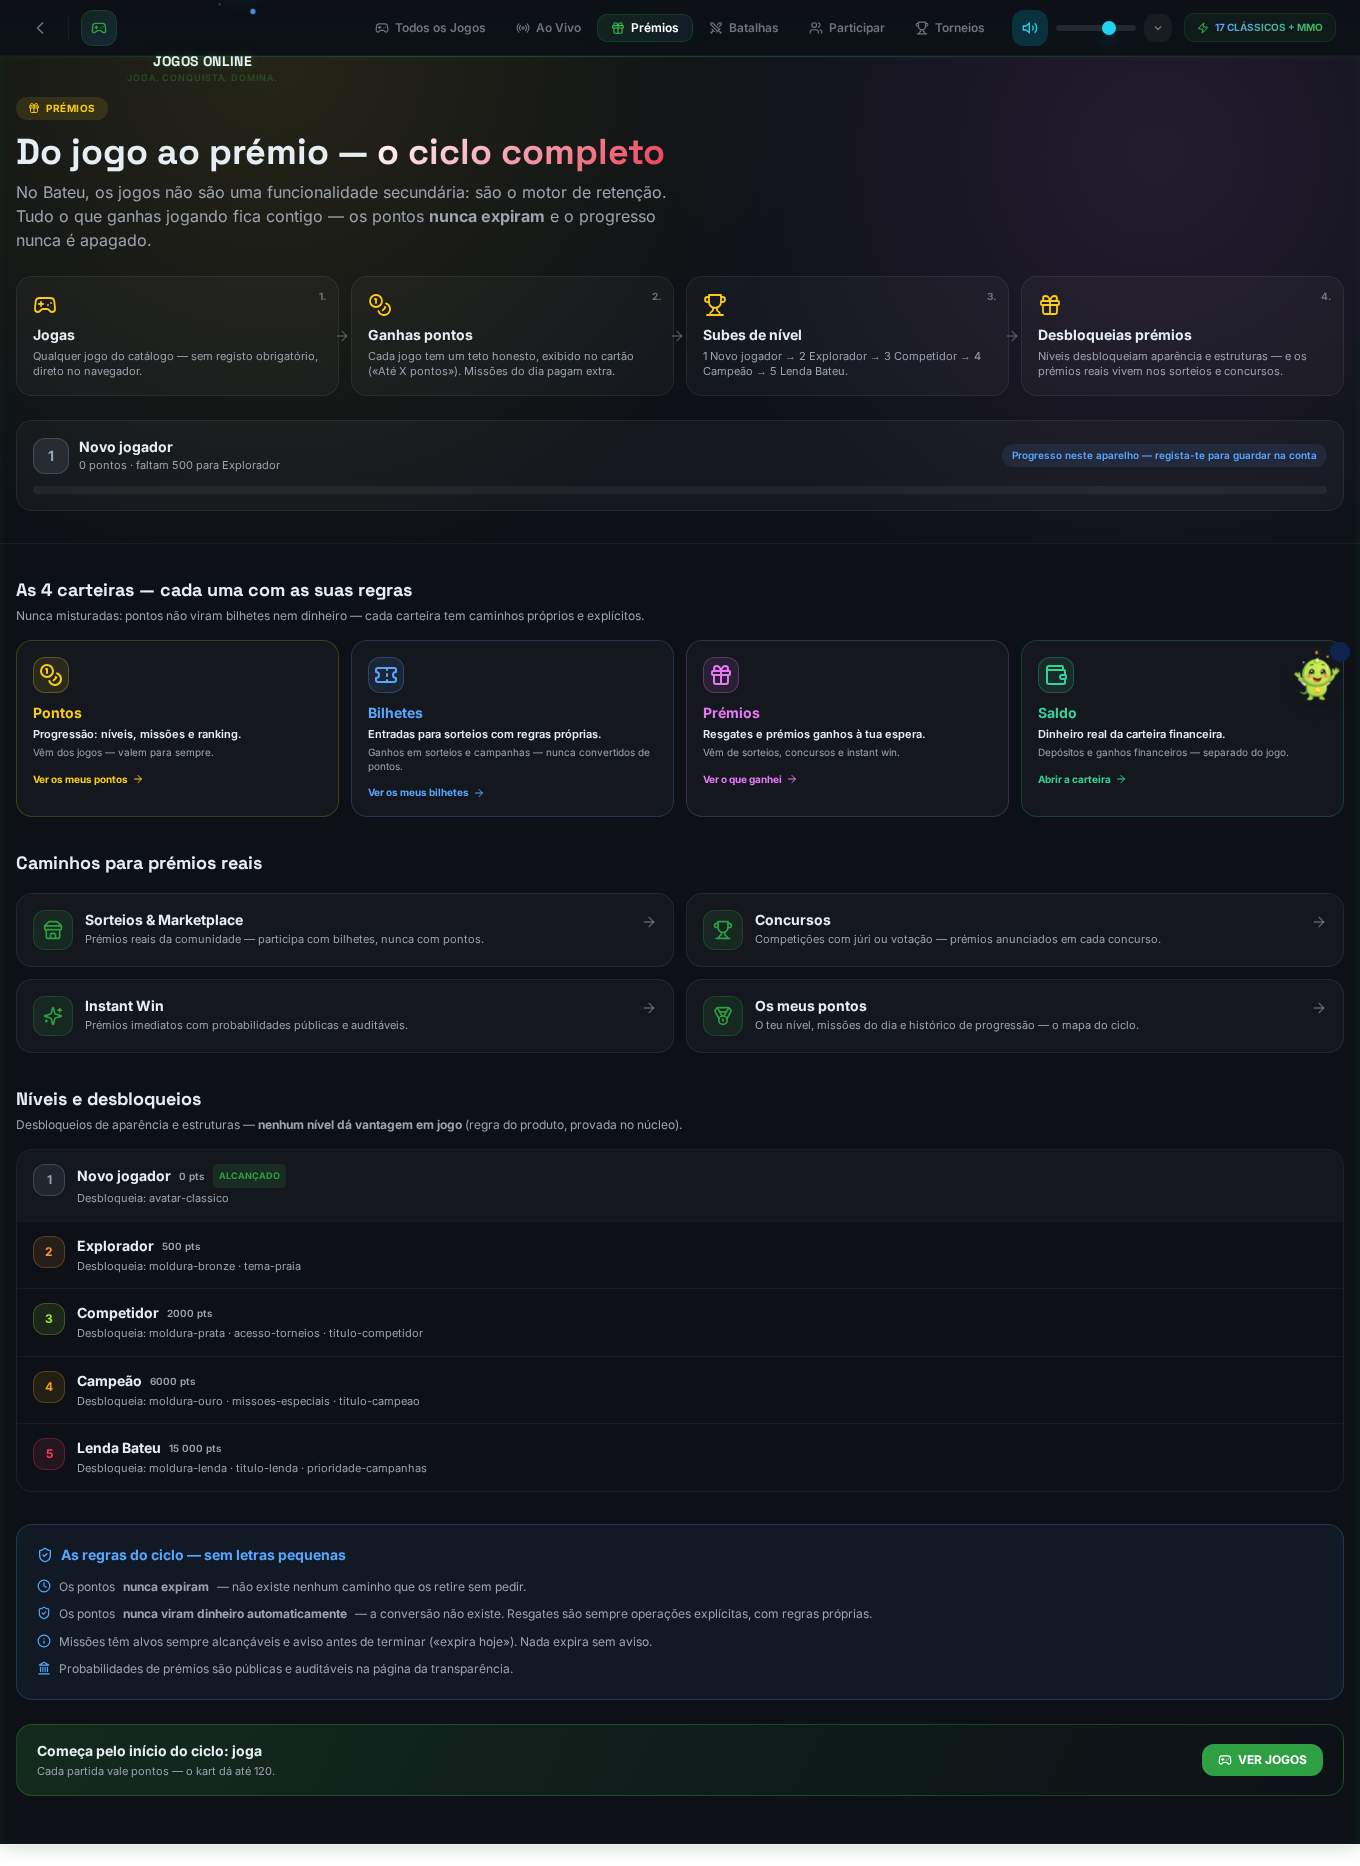 Todos os Jogos
Ao Vivo
Prémios
Batalhas
Participar
Torneios
17 CLÁSSICOS + MMO
JOGOS ONLINE
JOGA. CONQUISTA. DOMINA.
PRÉMIOS
Do jogo ao prémio — o ciclo completo
No Bateu, os jogos não são uma funcionalidade secundária: são o motor de retenção.
Tudo o que ganhas jogando fica contigo — os pontos nunca expiram e o progresso
nunca é apagado.
1.
Jogas
Qualquer jogo do catálogo — sem registo obrigatório,
direto no navegador.
2.
Ganhas pontos
Cada jogo tem um teto honesto, exibido no cartão
(«Até X pontos»). Missões do dia pagam extra.
3.
Subes de nível
1 Novo jogador → 2 Explorador → 3 Competidor → 4
Campeão → 5 Lenda Bateu.
4.
Desbloqueias prémios
Níveis desbloqueiam aparência e estruturas — e os
prémios reais vivem nos sorteios e concursos.
1
Novo jogador
0 pontos · faltam 500 para Explorador
Progresso neste aparelho — regista-te para guardar na conta
As 4 carteiras — cada uma com as suas regras
Nunca misturadas: pontos não viram bilhetes nem dinheiro — cada carteira tem caminhos próprios e explícitos.
Pontos
Progressão: níveis, missões e ranking.
Vêm dos jogos — valem para sempre.
Ver os meus pontos →
Bilhetes
Entradas para sorteios com regras próprias.
Ganhos em sorteios e campanhas — nunca convertidos de
pontos.
Ver os meus bilhetes →
Prémios
Resgates e prémios ganhos à tua espera.
Vêm de sorteios, concursos e instant win.
Ver o que ganhei →
Saldo
Dinheiro real da carteira financeira.
Depósitos e ganhos financeiros — separado do jogo.
Abrir a carteira →
Caminhos para prémios reais
Sorteios & Marketplace
Prémios reais da comunidade — participa com bilhetes, nunca com pontos.
Concursos
Competições com júri ou votação — prémios anunciados em cada concurso.
Instant Win
Prémios imediatos com probabilidades públicas e auditáveis.
Os meus pontos
O teu nível, missões do dia e histórico de progressão — o mapa do ciclo.
Níveis e desbloqueios
Desbloqueios de aparência e estruturas — nenhum nível dá vantagem em jogo (regra do produto, provada no núcleo).
1
Novo jogador 0 pts ALCANÇADO
Desbloqueia: avatar-classico
2
Explorador 500 pts
Desbloqueia: moldura-bronze · tema-praia
3
Competidor 2000 pts
Desbloqueia: moldura-prata · acesso-torneios · titulo-competidor
4
Campeão 6000 pts
Desbloqueia: moldura-ouro · missoes-especiais · titulo-campeao
5
Lenda Bateu 15 000 pts
Desbloqueia: moldura-lenda · titulo-lenda · prioridade-campanhas
As regras do ciclo — sem letras pequenas
Os pontos nunca expiram — não existe nenhum caminho que os retire sem pedir.
Os pontos nunca viram dinheiro automaticamente — a conversão não existe. Resgates são sempre operações explícitas, com regras próprias.
Missões têm alvos sempre alcançáveis e aviso antes de terminar («expira hoje»). Nada expira sem aviso.
Probabilidades de prémios são públicas e auditáveis na página da transparência.
Começa pelo início do ciclo: joga
Cada partida vale pontos — o kart dá até 120.
VER JOGOS